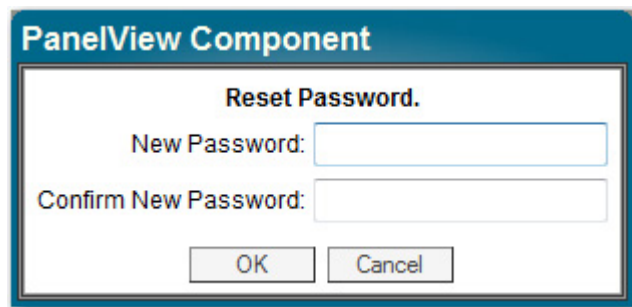 PanelView Component
Reset Password.
New Password:
Confirm New Password:
OK Cancel